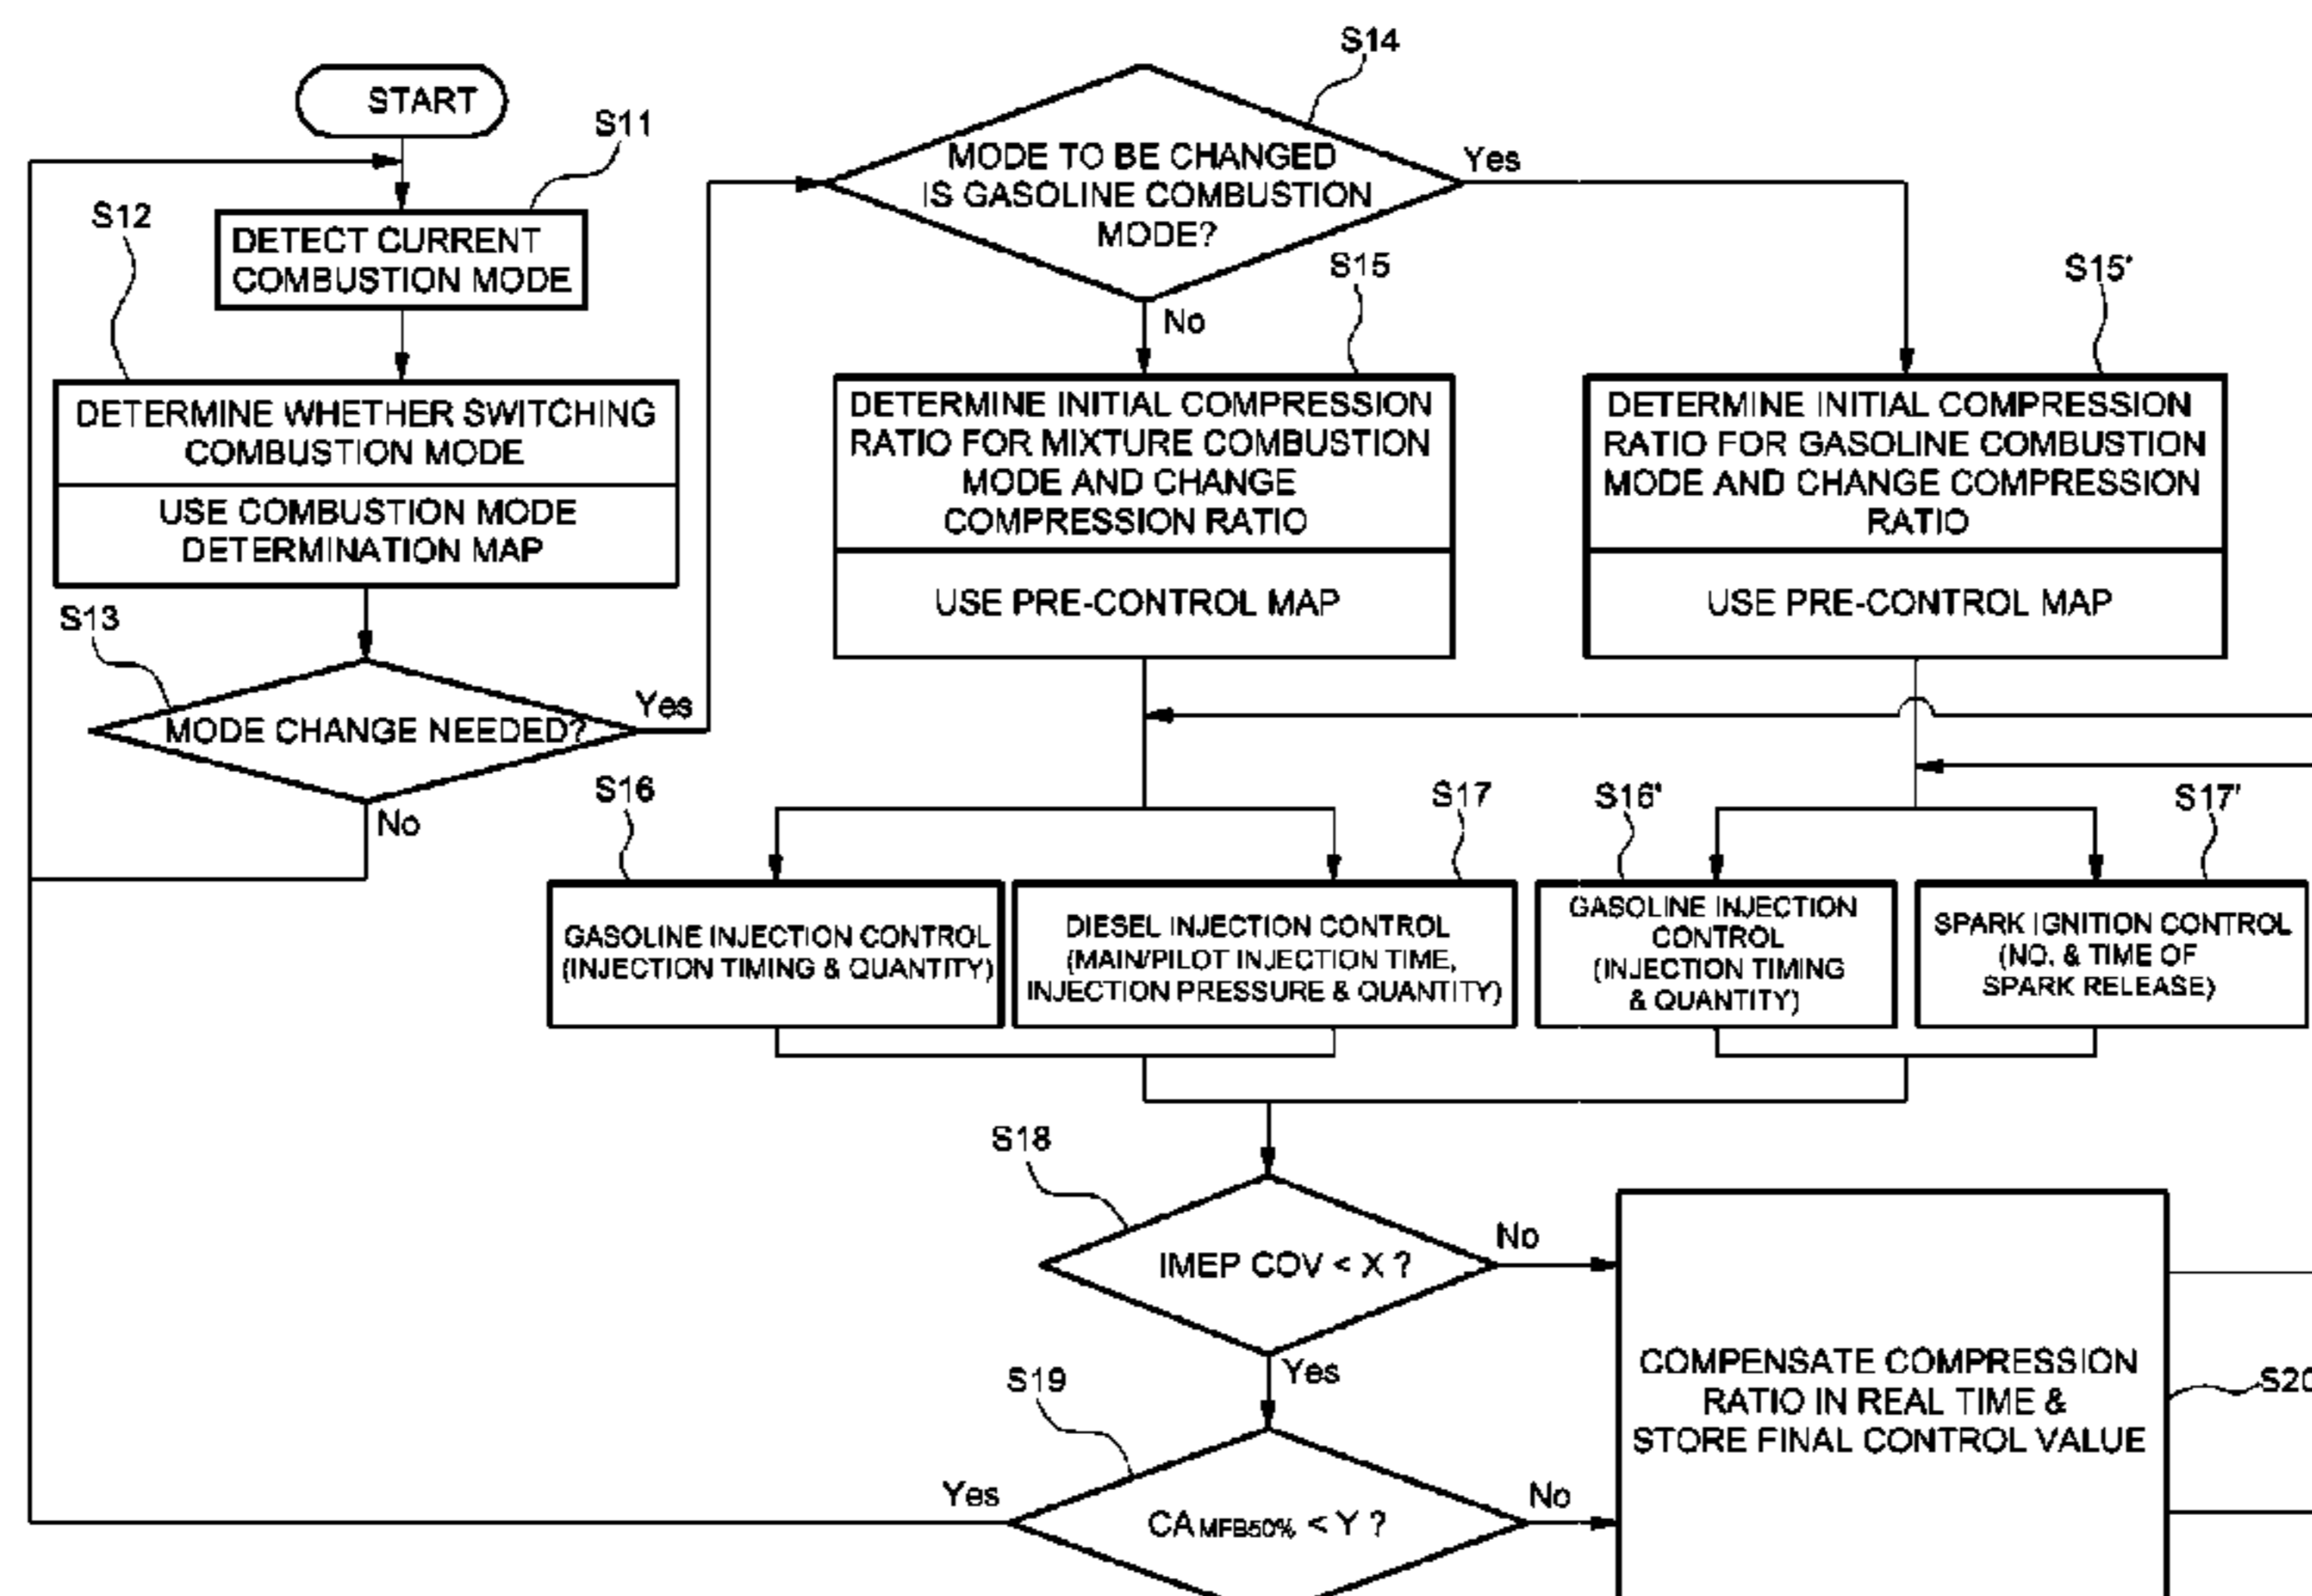 START
S11
DETECT CURRENT
COMBUSTION MODE
S12
DETERMINE WHETHER SWITCHING
COMBUSTION MODE
USE COMBUSTION MODE
DETERMINATION MAP
S13
MODE CHANGE NEEDED?
Yes
No
S14
MODE TO BE CHANGED
IS GASOLINE COMBUSTION
MODE?
Yes
No
S15
DETERMINE INITIAL COMPRESSION
RATIO FOR MIXTURE COMBUSTION
MODE AND CHANGE
COMPRESSION RATIO
USE PRE-CONTROL MAP
S15'
DETERMINE INITIAL COMPRESSION
RATIO FOR GASOLINE COMBUSTION
MODE AND CHANGE COMPRESSION
RATIO
USE PRE-CONTROL MAP
S16
GASOLINE INJECTION CONTROL
(INJECTION TIMING & QUANTITY)
S17
DIESEL INJECTION CONTROL
(MAIN/PILOT INJECTION TIME,
INJECTION PRESSURE & QUANTITY)
S16'
GASOLINE INJECTION
CONTROL
(INJECTION TIMING
& QUANTITY)
S17'
SPARK IGNITION CONTROL
(NO. & TIME OF
SPARK RELEASE)
S18
IMEP COV < X ?
No
Yes
S19
CA MFB50% < Y ?
Yes
No
COMPENSATE COMPRESSION
RATIO IN REAL TIME &
STORE FINAL CONTROL VALUE
S20